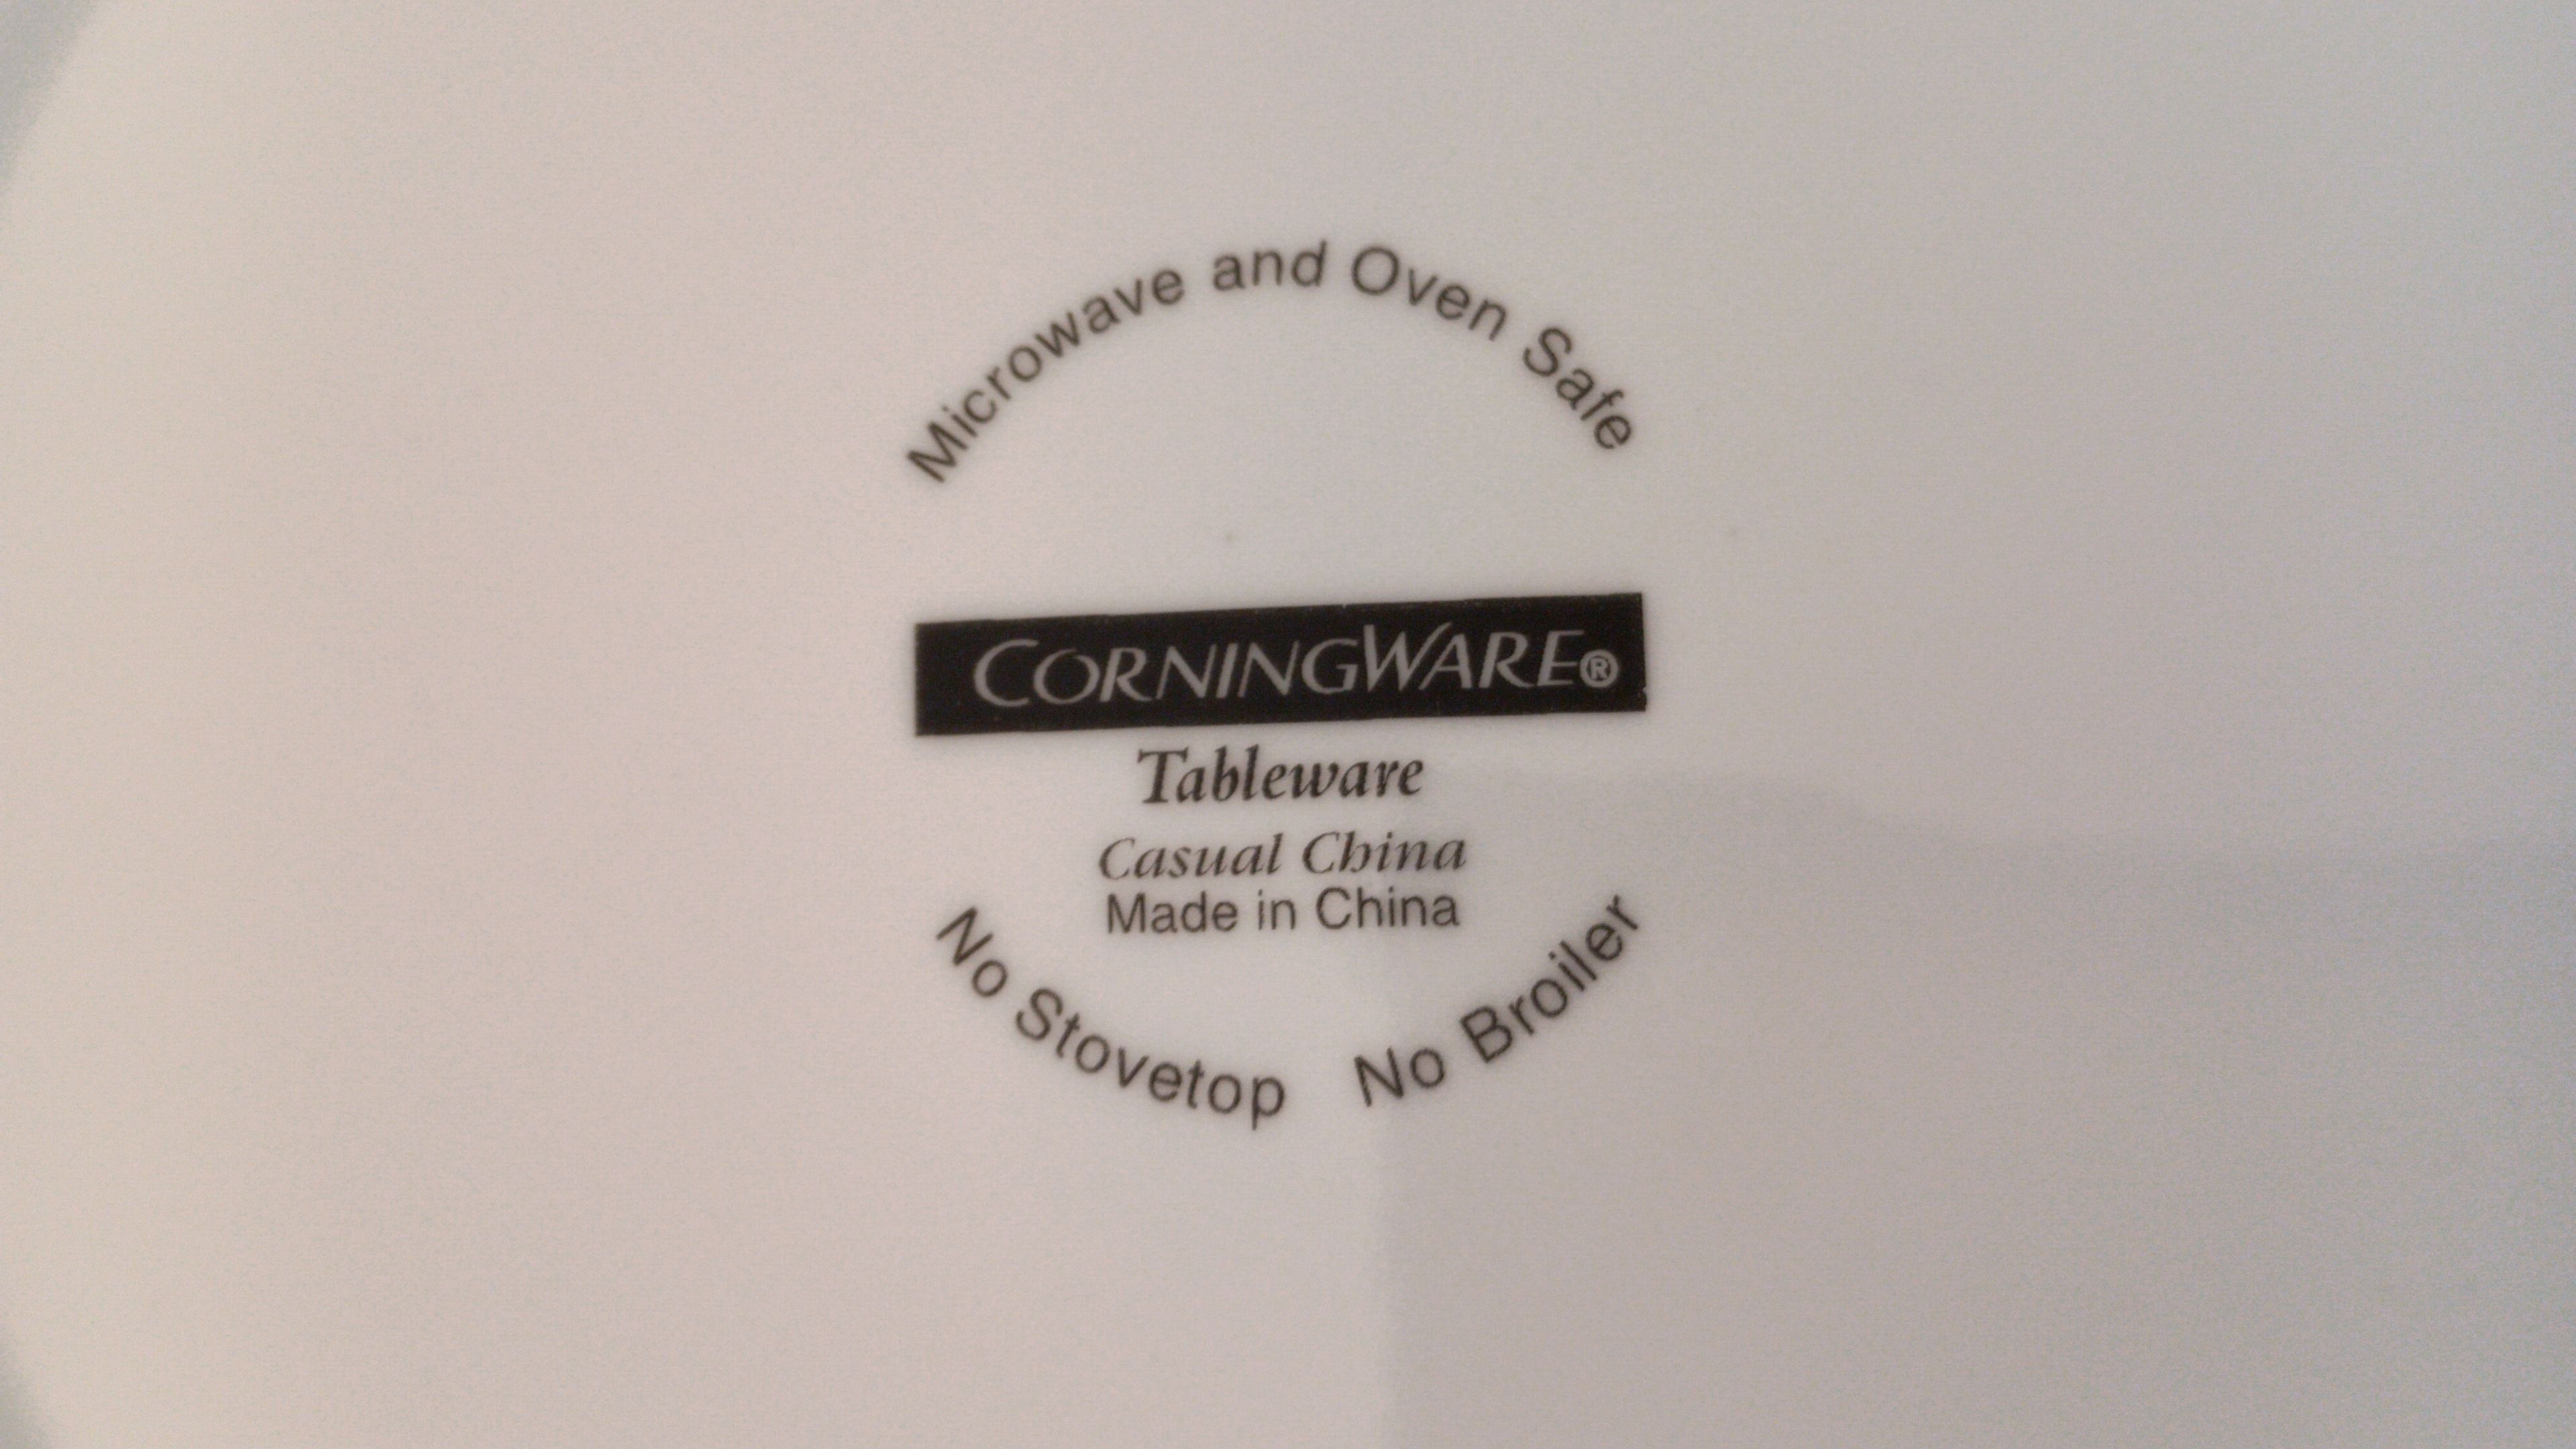 Microwave and Oven Safe
CORNINGWARE®
Tableware
Casual China
Made in China
No Stovetop No Broiler